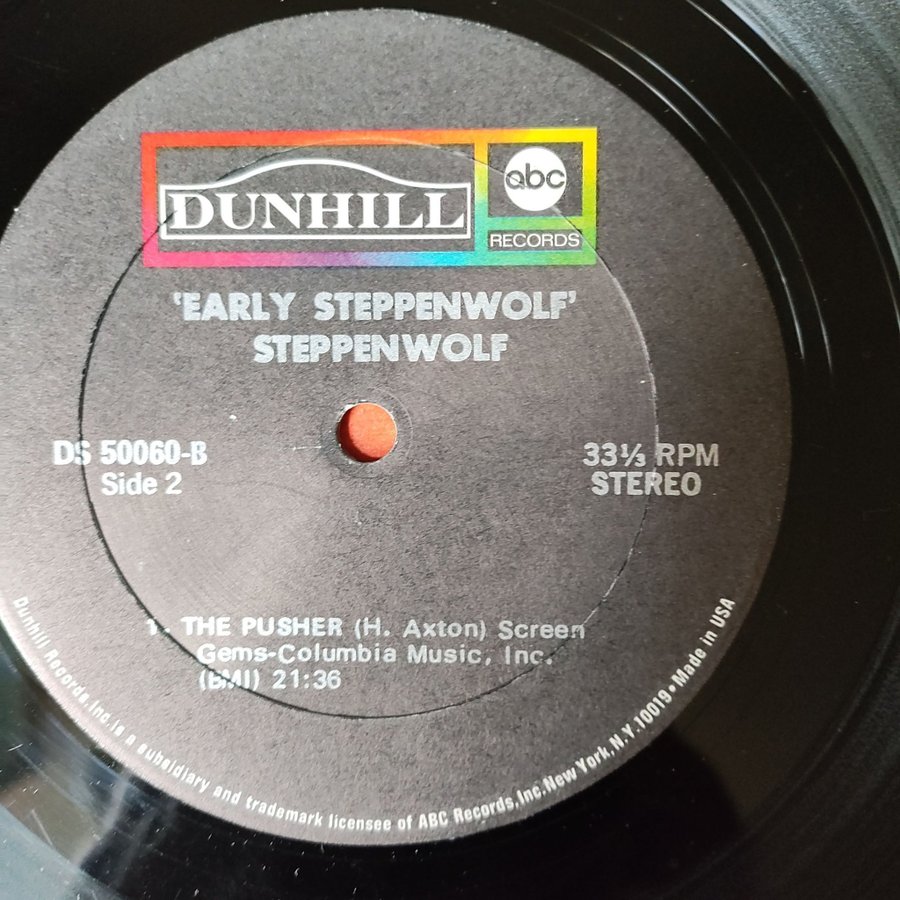 DUNHILL
abc
RECORDS
'EARLY STEPPENWOLF'
STEPPENWOLF
DS 50060-B
Side 2
33⅓ RPM
STEREO
1. THE PUSHER (H. Axton) Screen
Gems-Columbia Music, Inc.
(BMI) 21:36
Dunhill Records, Inc. is a subsidiary and trademark licensee of ABC Records, Inc. New York, N.Y. 10019 • Made in USA